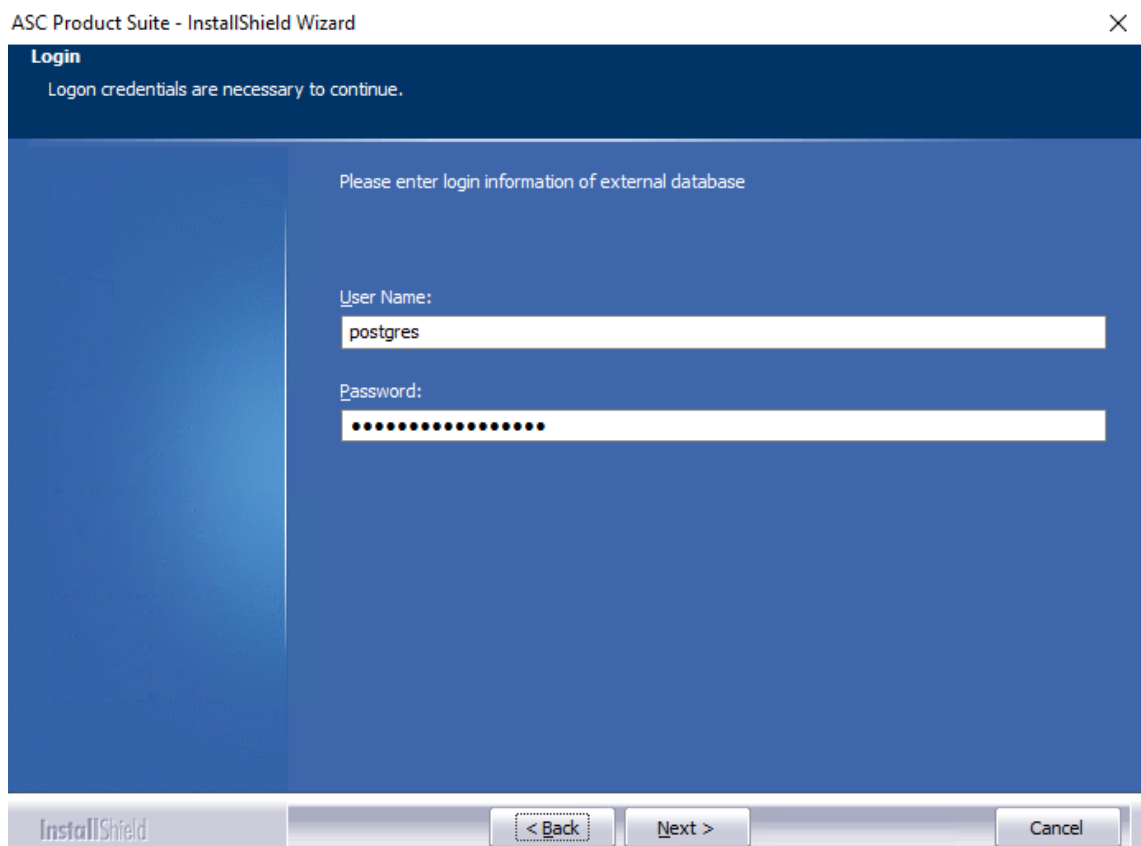 ASC Product Suite - InstallShield Wizard
Login
Logon credentials are necessary to continue.
Please enter login information of external database
User Name:
postgres
Password:
•••••••••••••••••
InstallShield
< Back
Next >
Cancel